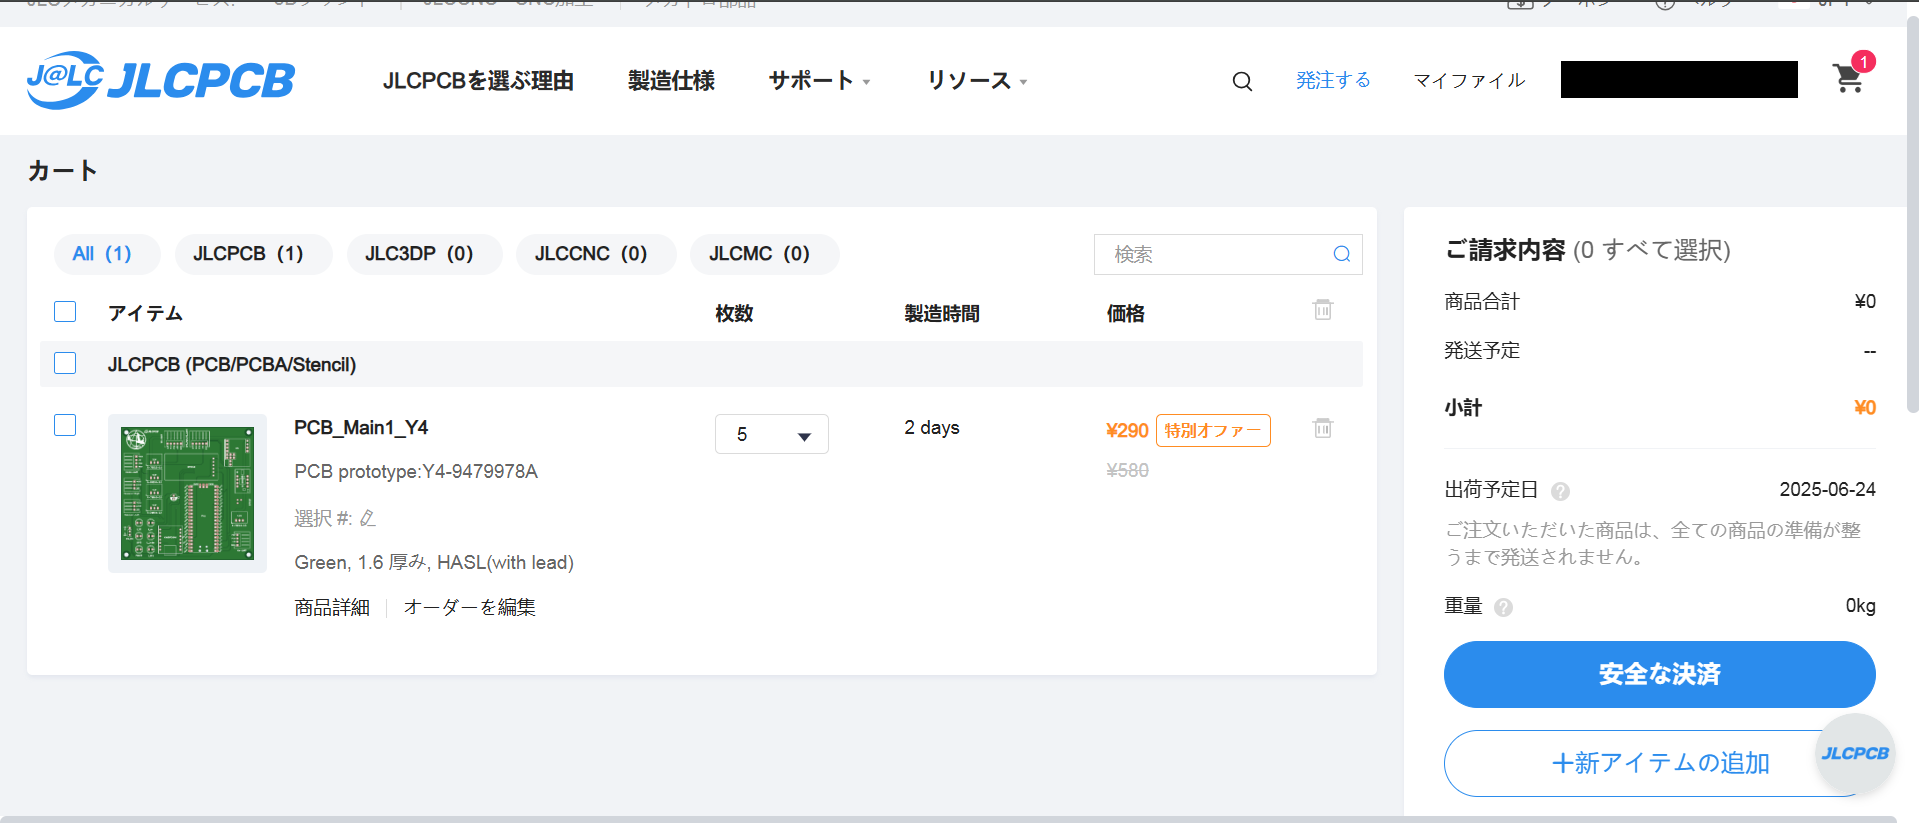 J@LC JLCPCB
JLCPCBを選ぶ理由 製造仕様 サポート リソース 発注する マイファイル 1
カート
All（1） JLCPCB（1） JLC3DP（0） JLCCNC（0） JLCMC（0） 検索
アイテム 枚数 製造時間 価格
JLCPCB (PCB/PCBA/Stencil)
PCB_Main1_Y4 5 2 days ¥290 特別オファー
PCB prototype:Y4-9479978A ¥580
選択 #:
Green, 1.6 厚み, HASL(with lead)
商品詳細 オーダーを編集
ご請求内容 (0 すべて選択)
商品合計 ¥0
発送予定 --
小計 ¥0
出荷予定日 ? 2025-06-24
ご注文いただいた商品は、全ての商品の準備が整
うまで発送されません。
重量 ? 0kg
安全な決済
+新アイテムの追加
JLCPCB